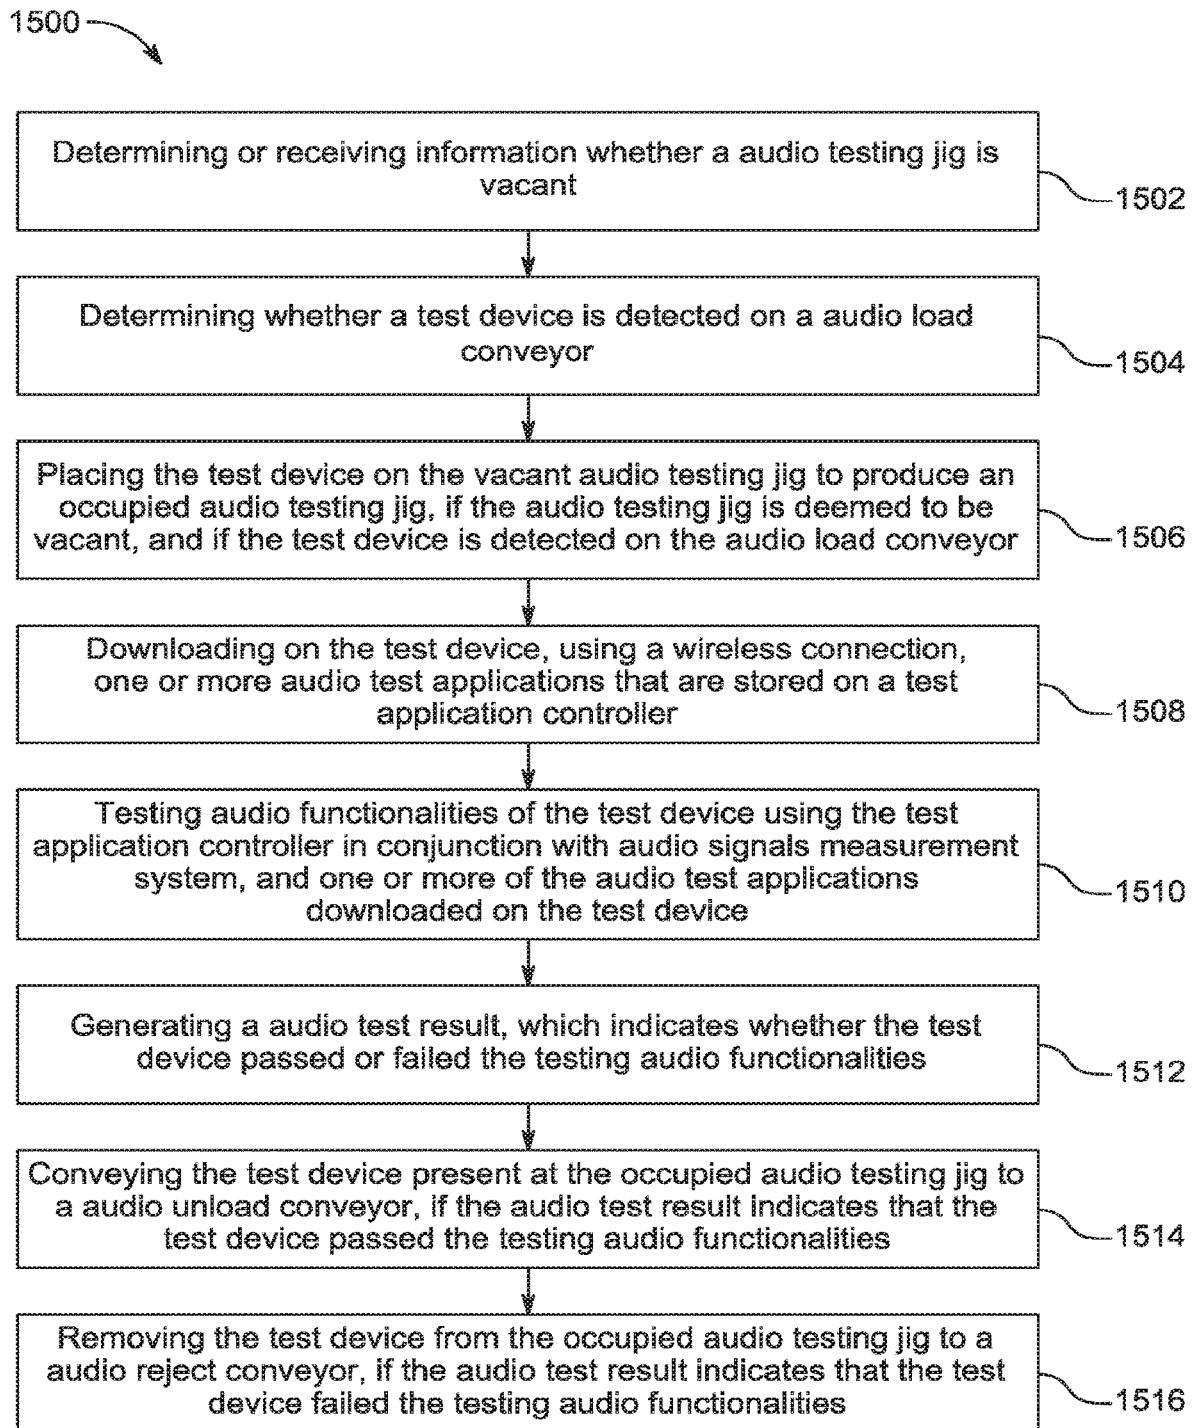 1500
Determining or receiving information whether a audio testing jig is
vacant
1502
Determining whether a test device is detected on a audio load
conveyor
1504
Placing the test device on the vacant audio testing jig to produce an
occupied audio testing jig, if the audio testing jig is deemed to be
vacant, and if the test device is detected on the audio load conveyor
1506
Downloading on the test device, using a wireless connection,
one or more audio test applications that are stored on a test
application controller
1508
Testing audio functionalities of the test device using the test
application controller in conjunction with audio signals measurement
system, and one or more of the audio test applications
downloaded on the test device
1510
Generating a audio test result, which indicates whether the test
device passed or failed the testing audio functionalities
1512
Conveying the test device present at the occupied audio testing jig to
a audio unload conveyor, if the audio test result indicates that the
test device passed the testing audio functionalities
1514
Removing the test device from the occupied audio testing jig to a
audio reject conveyor, if the audio test result indicates that the test
device failed the testing audio functionalities
1516